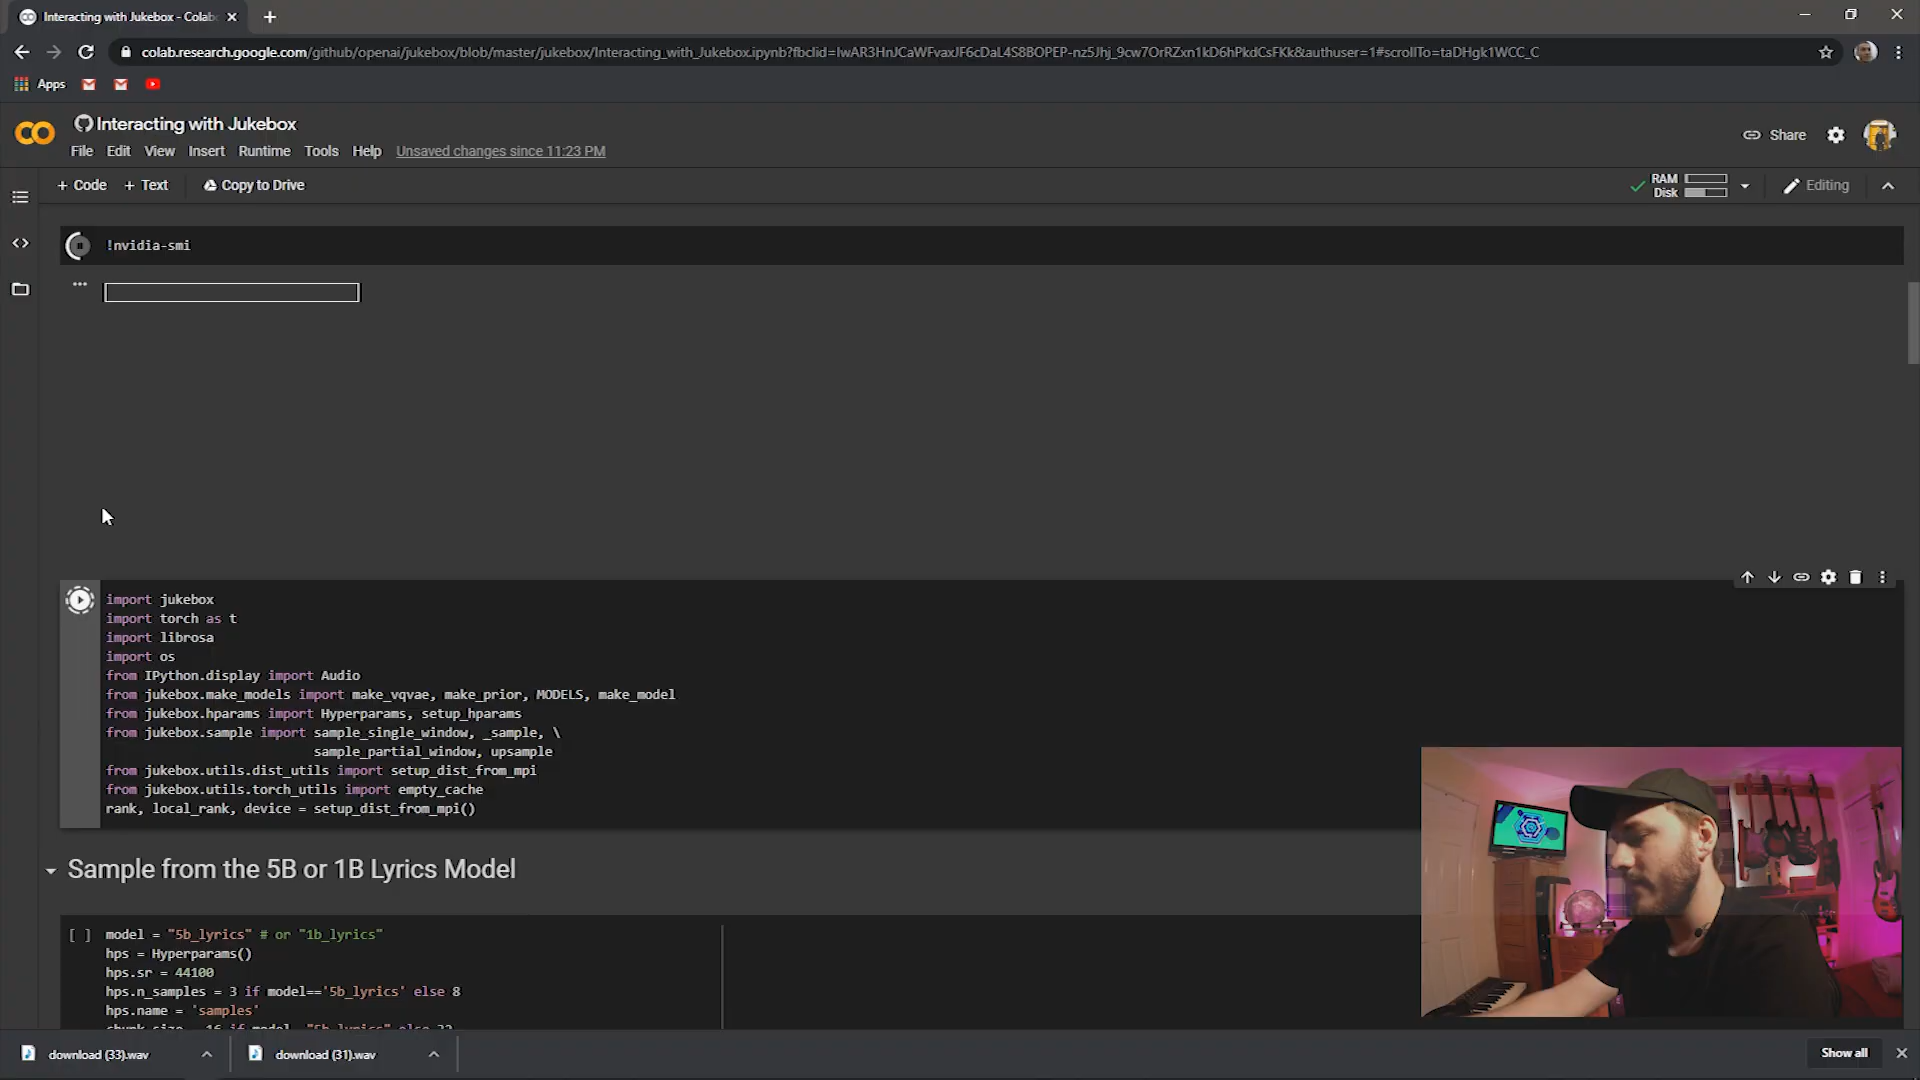 Interacting with Jukebox - Colab
colab.research.google.com/github/openai/jukebox/blob/master/jukebox/Interacting_with_Jukebox.ipynb?fbclid=IwAR3HnJCaWFvaxJF6cDaL4S8BOPEP-nz5Jhj_9cw7OrRZxn1kD6hPkdCsFKk&authuser=1#scrollTo=taDHgk1WCC_C
Apps
Interacting with Jukebox
File Edit View Insert Runtime Tools Help Unsaved changes since 11:23 PM
Share
+ Code + Text Copy to Drive
RAM
Disk
Editing
!nvidia-smi
import jukebox
import torch as t
import librosa
import os
from IPython.display import Audio
from jukebox.make_models import make_vqvae, make_prior, MODELS, make_model
from jukebox.hparams import Hyperparams, setup_hparams
from jukebox.sample import sample_single_window, _sample, \
sample_partial_window, upsample
from jukebox.utils.dist_utils import setup_dist_from_mpi
from jukebox.utils.torch_utils import empty_cache
rank, local_rank, device = setup_dist_from_mpi()
Sample from the 5B or 1B Lyrics Model
[ ] model = "5b_lyrics" # or "1b_lyrics"
hps = Hyperparams()
hps.sr = 44100
hps.n_samples = 3 if model=='5b_lyrics' else 8
hps.name = 'samples'
download (33).wav
download (31).wav
Show all